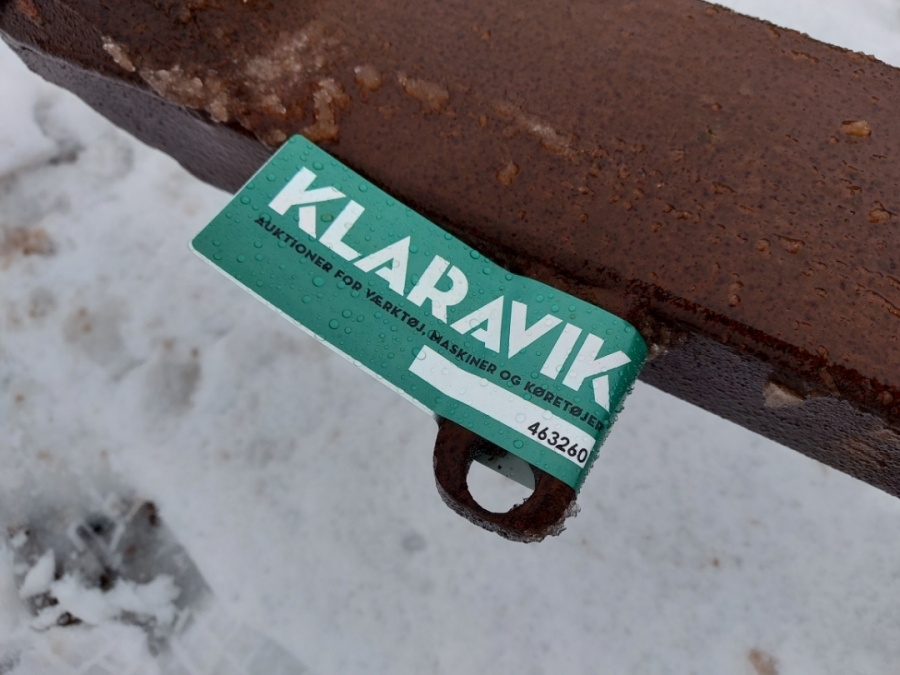 KLARAVIK
AUKTIONER FOR VÆRKTØJ, MASKINER OG KØRETØJER
463260